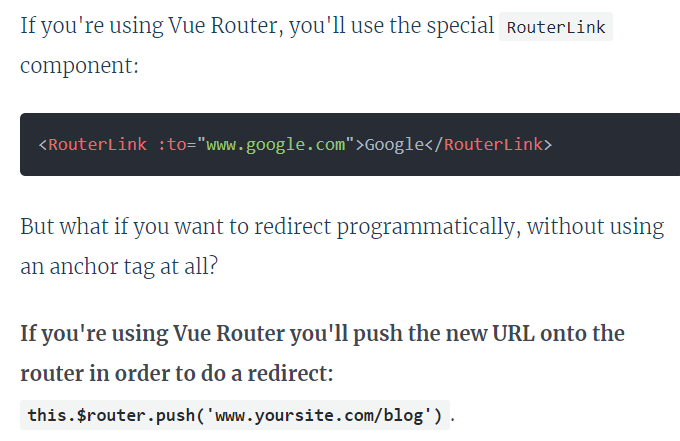 If you're using Vue Router, you'll use the special RouterLink
component:
<RouterLink :to="www.google.com">Google</RouterLink>
But what if you want to redirect programmatically, without using
an anchor tag at all?
If you're using Vue Router you'll push the new URL onto the
router in order to do a redirect:
this.$router.push('www.yoursite.com/blog').